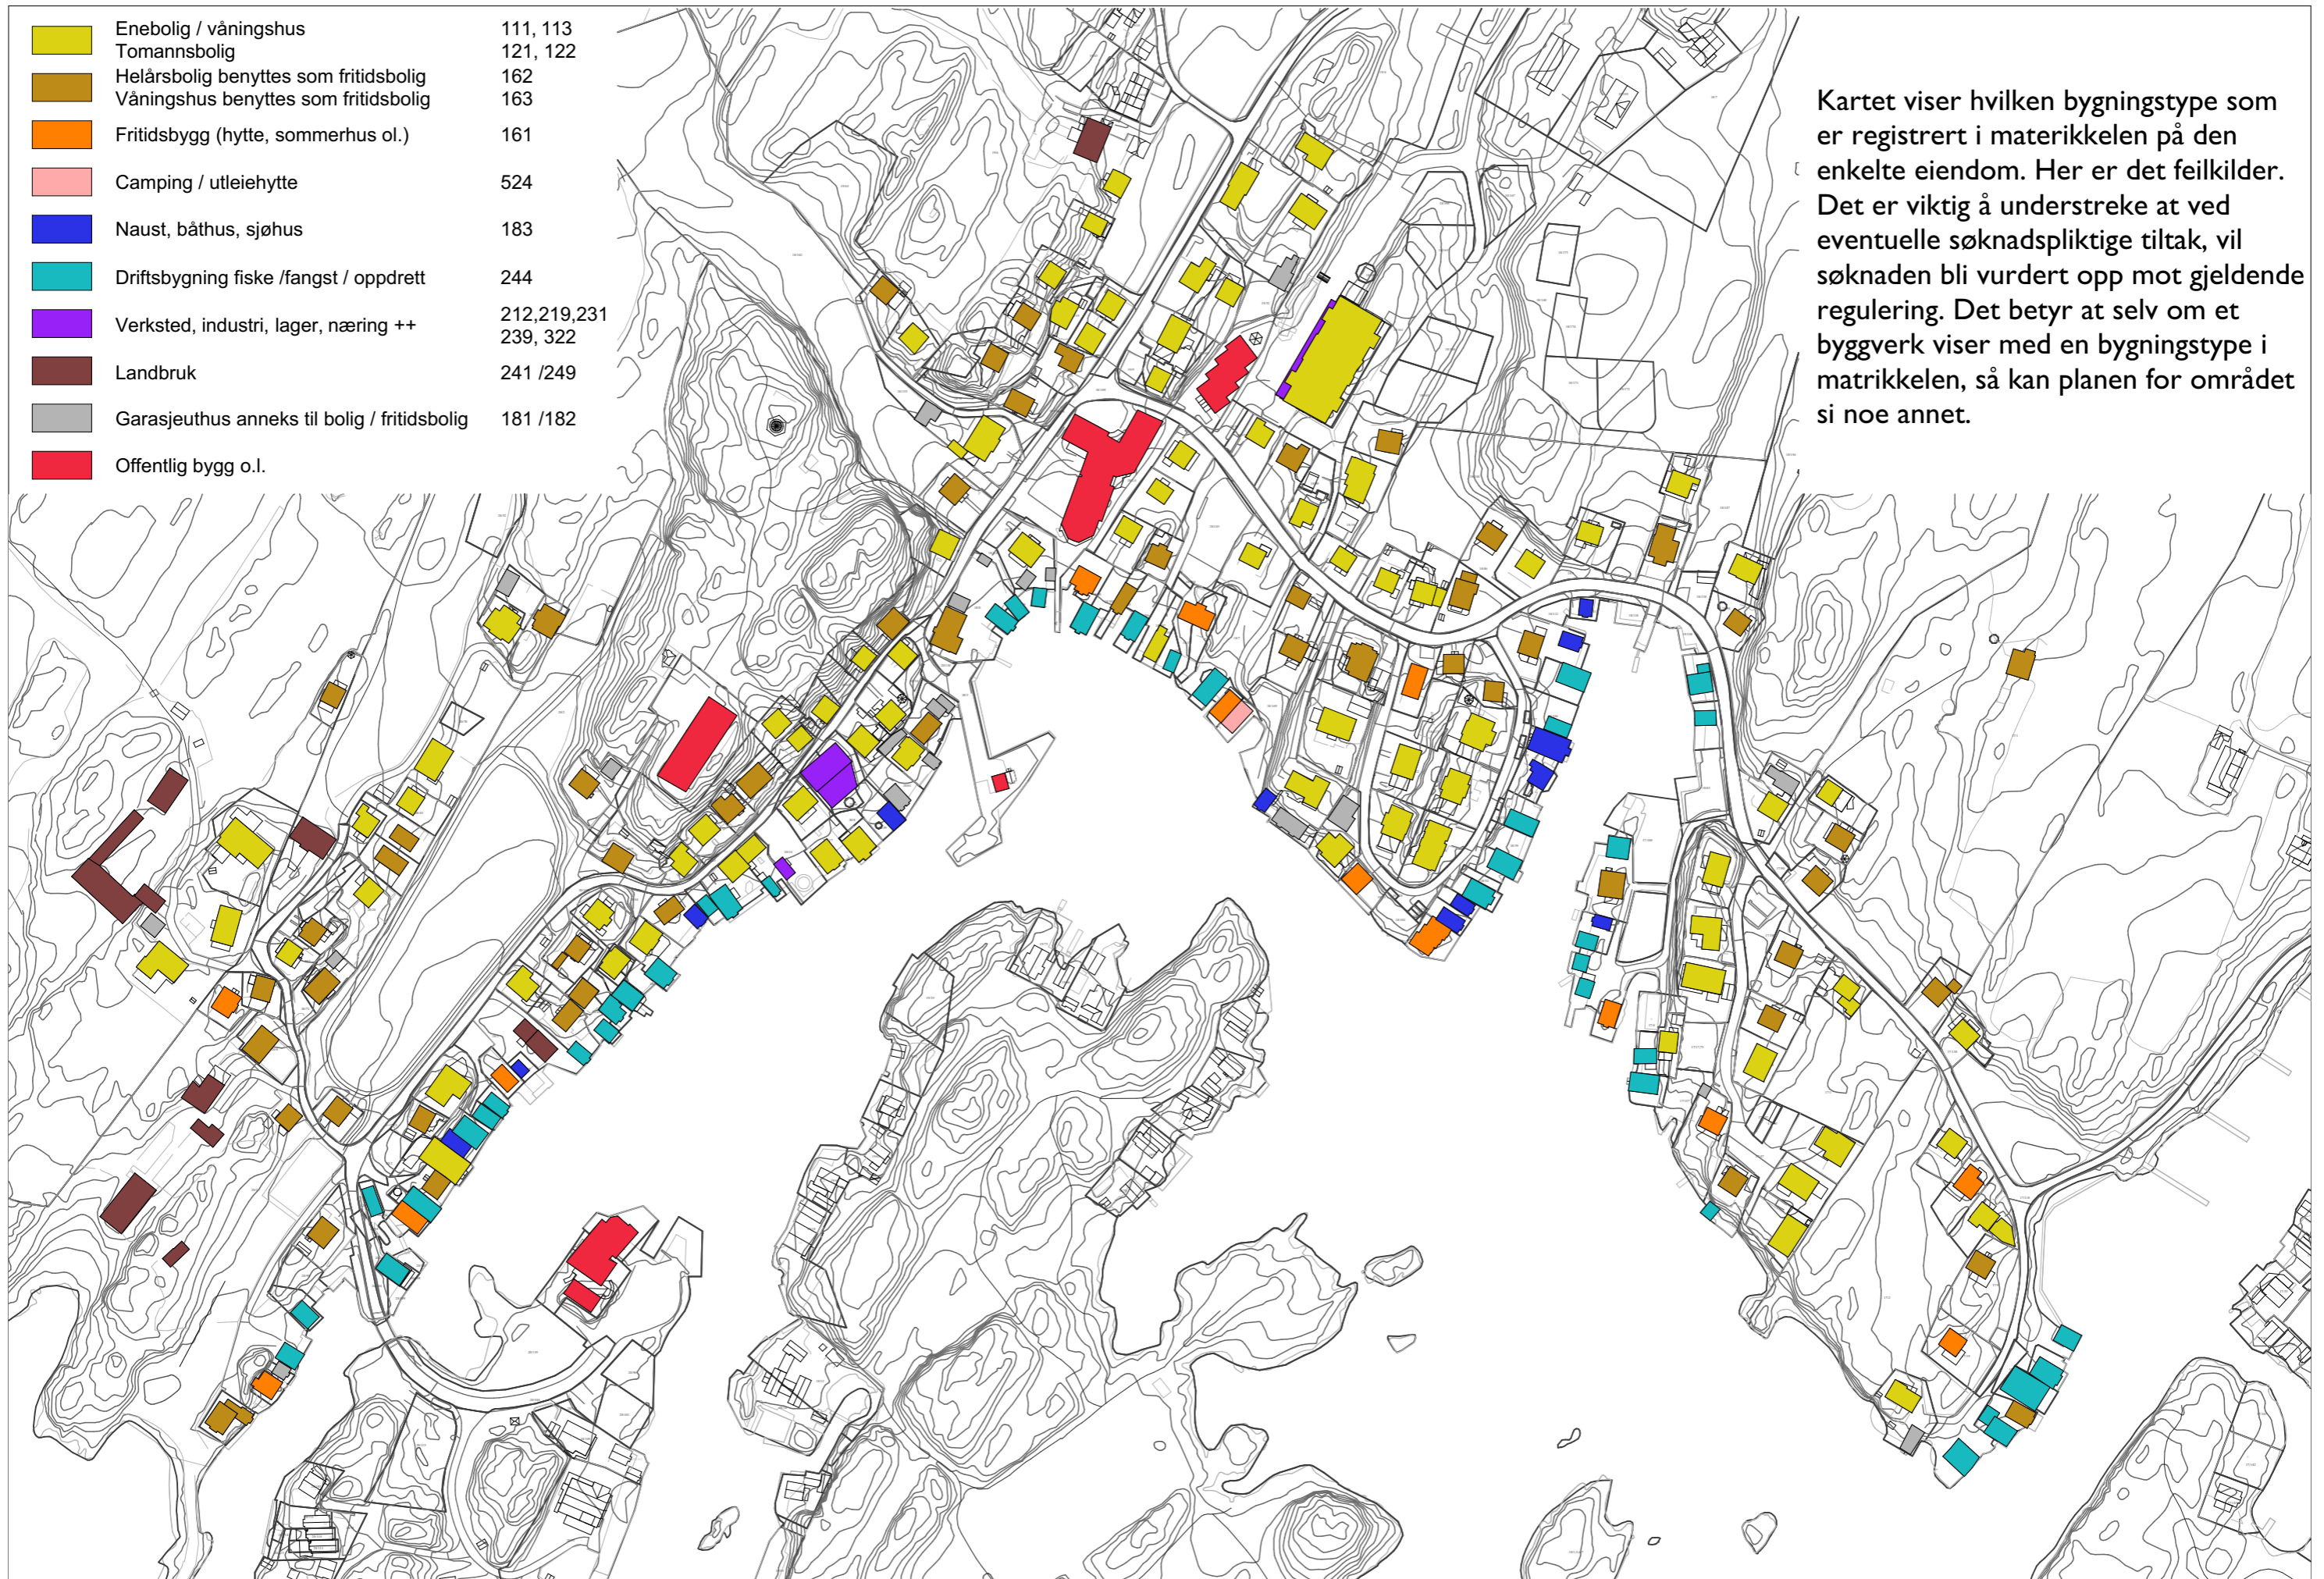 Enebolig / våningshus 111, 113
Tomannsbolig 121, 122
Helårsbolig benyttes som fritidsbolig 162
Våningshus benyttes som fritidsbolig 163
Fritidsbygg (hytte, sommerhus ol.) 161
Camping / utleiehytte 524
Naust, båthus, sjøhus 183
Driftsbygning fiske /fangst / oppdrett 244
Verksted, industri, lager, næring ++ 212,219,231
239, 322
Landbruk 241 /249
Garasjeuthus anneks til bolig / fritidsbolig 181 /182
Offentlig bygg o.l.
Kartet viser hvilken bygningstype som
er registrert i materikkelen på den
enkelte eiendom. Her er det feilkilder.
Det er viktig å understreke at ved
eventuelle søknadspliktige tiltak, vil
søknaden bli vurdert opp mot gjeldende
regulering. Det betyr at selv om et
byggverk viser med en bygningstype i
matrikkelen, så kan planen for området
si noe annet.